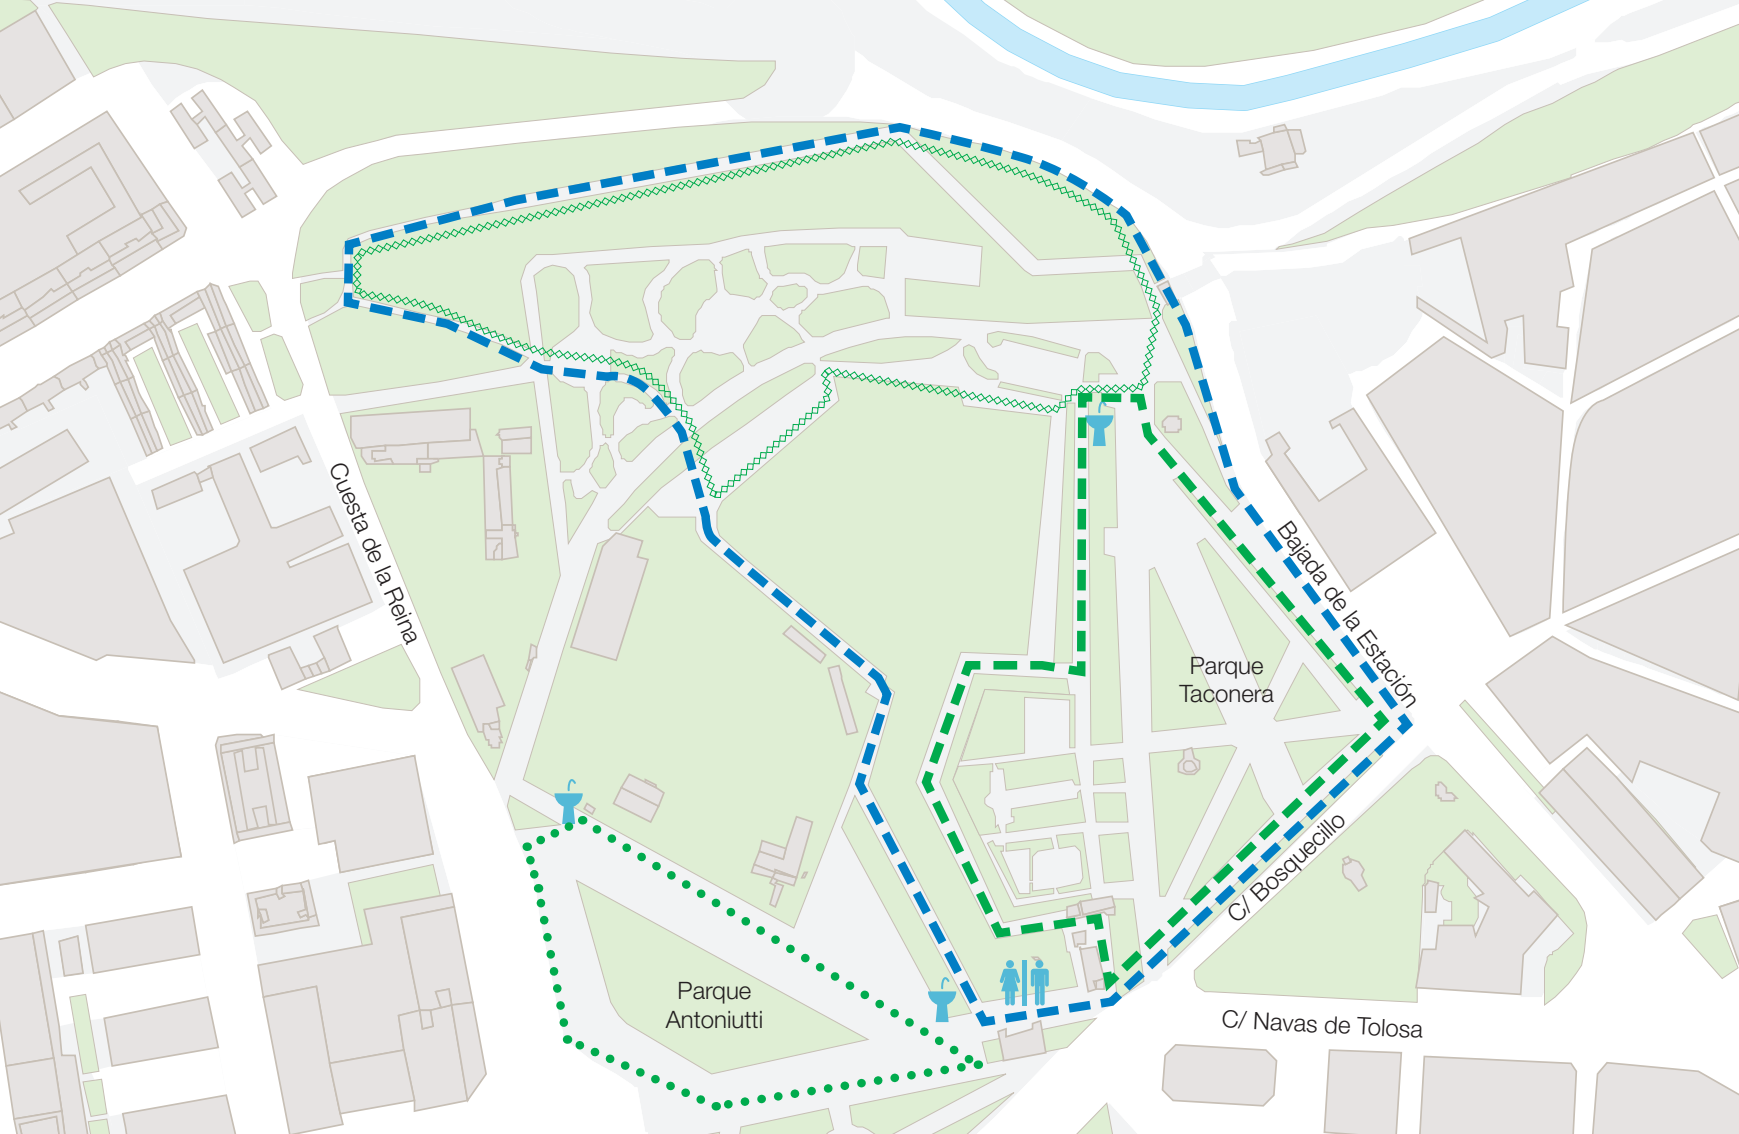 Cuesta de la Reina
Bajada de la Estación
Parque
Taconera
C/ Bosquecillo
Parque
Antoniutti
C/ Navas de Tolosa